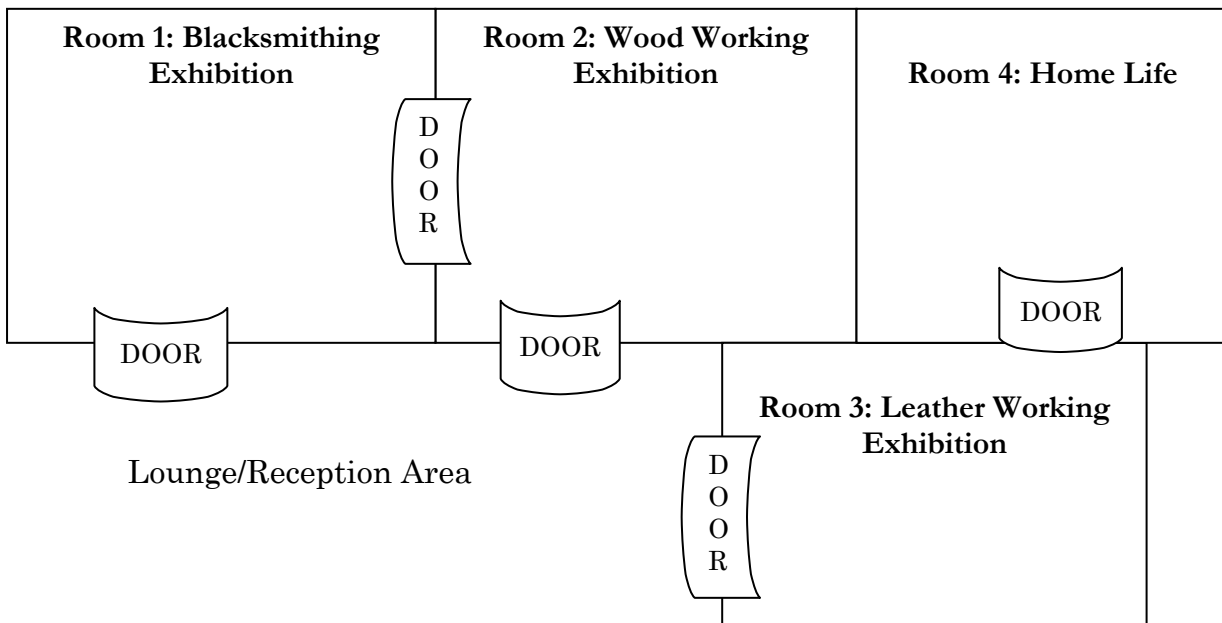 Room 1: Blacksmithing
Exhibition
Room 2: Wood Working
Exhibition
Room 4: Home Life
D
O
O
R
DOOR
DOOR
DOOR
Room 3: Leather Working
Exhibition
Lounge/Reception Area
D
O
O
R